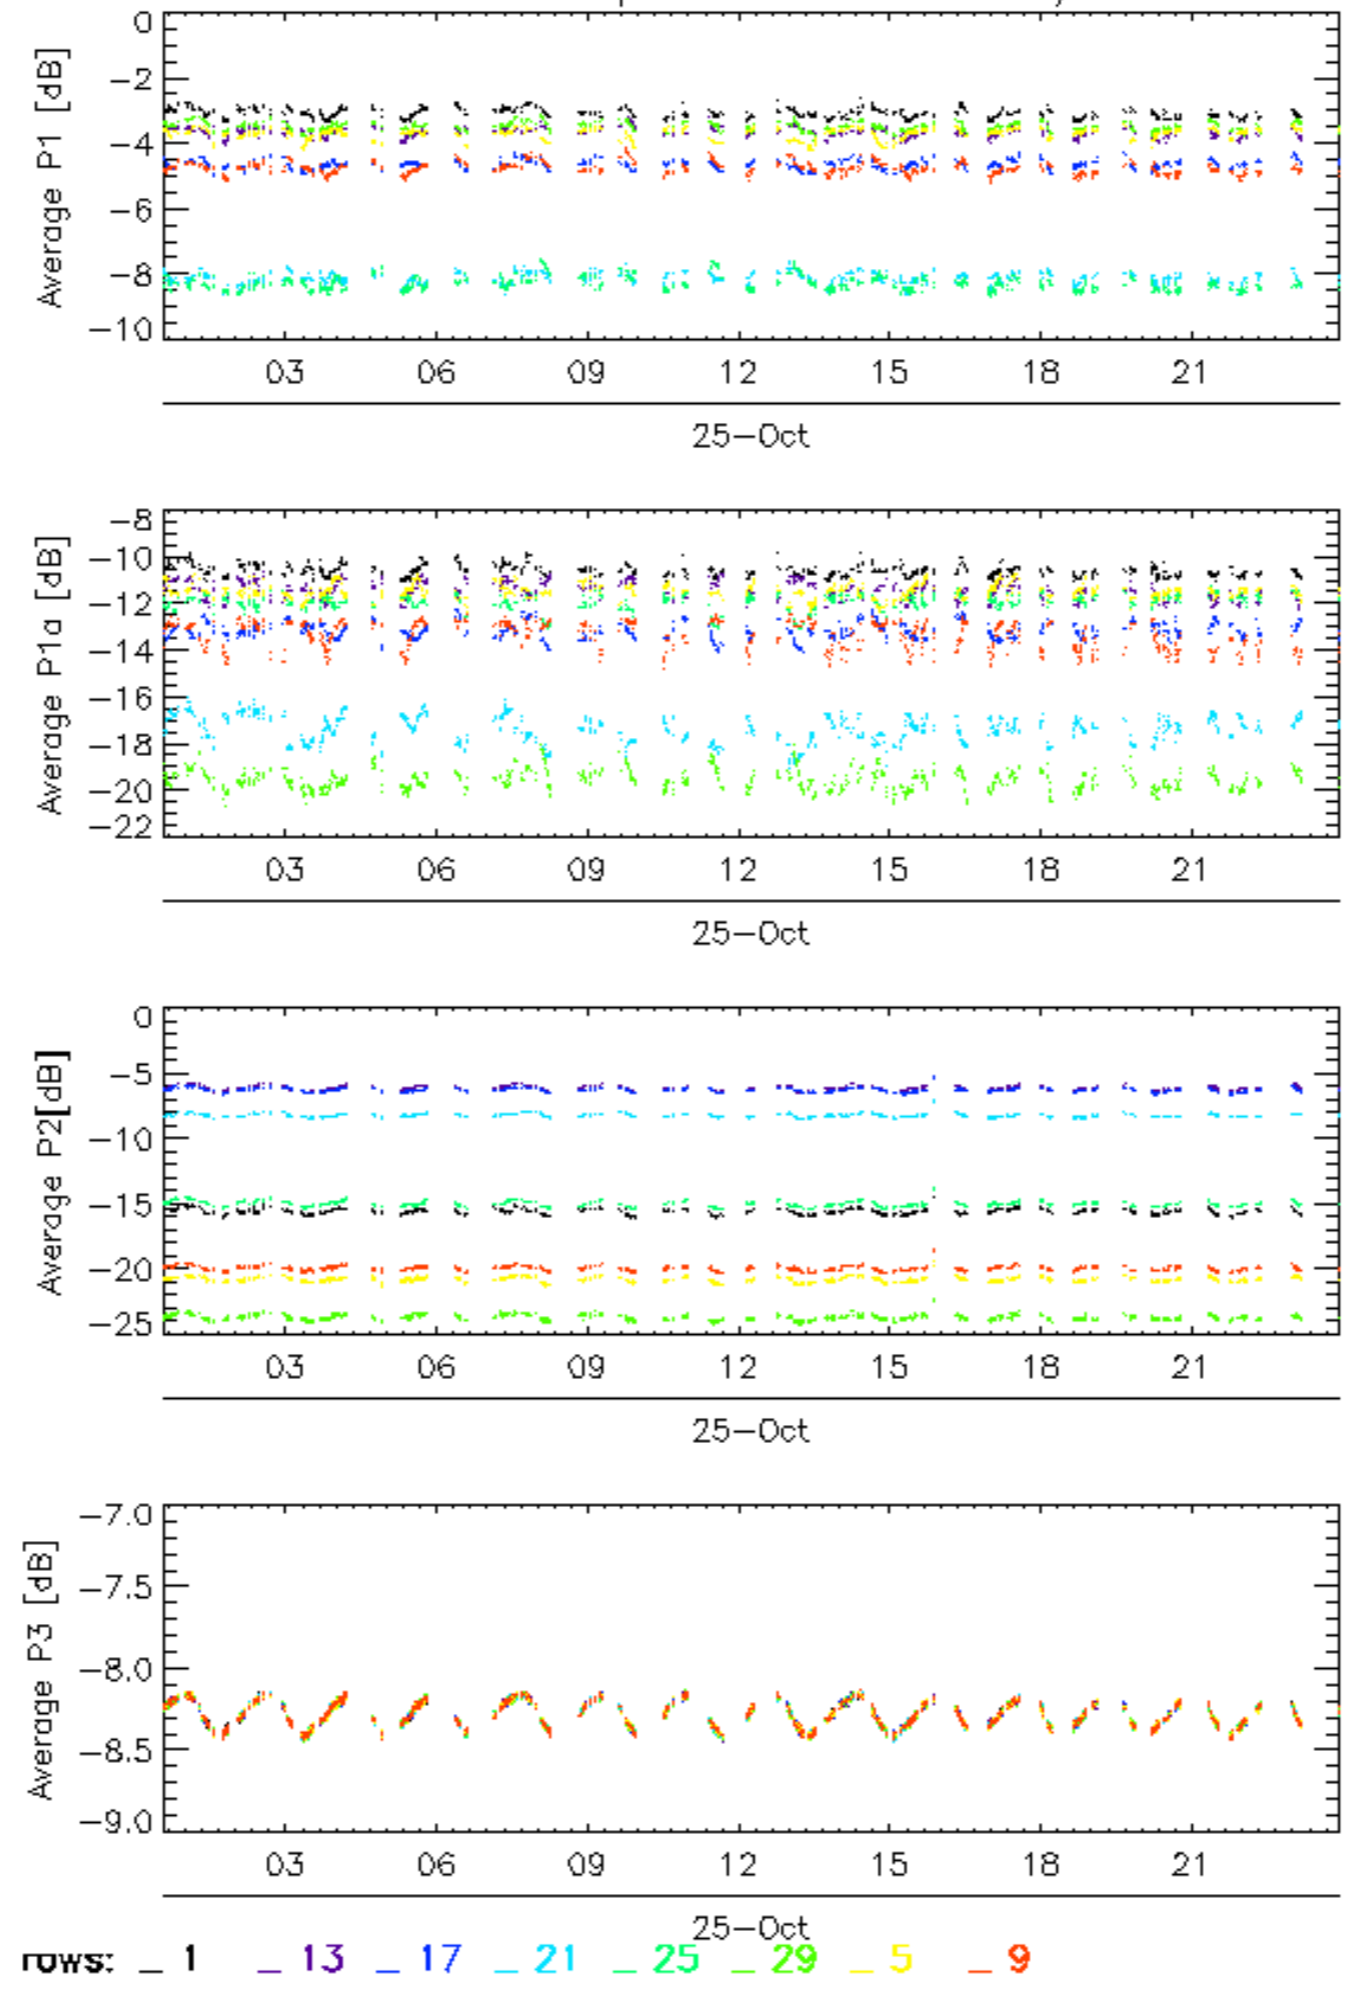 Average P1 [dB]
0
−2
−4
−6
−8
−10
03 06 09 12 15 18 21
25−Oct
Average P1a [dB]
−8
−10
−12
−14
−16
−18
−20
−22
03 06 09 12 15 18 21
25−Oct
Average P2[dB]
0
−5
−10
−15
−20
−25
03 06 09 12 15 18 21
25−Oct
Average P3 [dB]
−7.0
−7.5
−8.0
−8.5
−9.0
03 06 09 12 15 18 21
25−Oct
rows: _ 1 _ 13 _ 17 _ 21 _ 25 _ 29 _ 5 _ 9